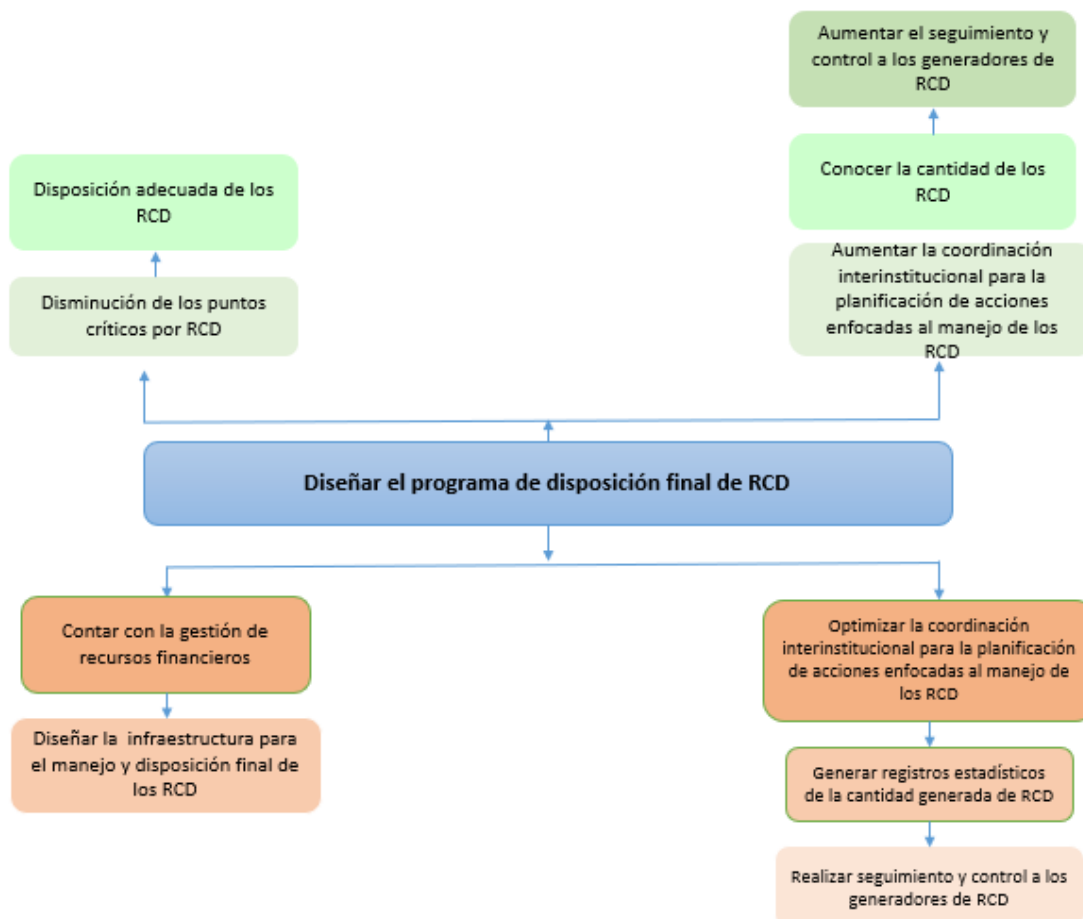 Aumentar el seguimiento y
control a los generadores de
RCD
Disposición adecuada de los
RCD
Conocer la cantidad de los
RCD
Disminución de los puntos
críticos por RCD
Aumentar la coordinación
interinstitucional para la
planificación de acciones
enfocadas al manejo de los
RCD
Diseñar el programa de disposición final de RCD
Contar con la gestión de
recursos financieros
Optimizar la coordinación
interinstitucional para la planificación
de acciones enfocadas al manejo de
los RCD
Diseñar la infraestructura para
el manejo y disposición final de
los RCD
Generar registros estadísticos
de la cantidad generada de RCD
Realizar seguimiento y control a los
generadores de RCD